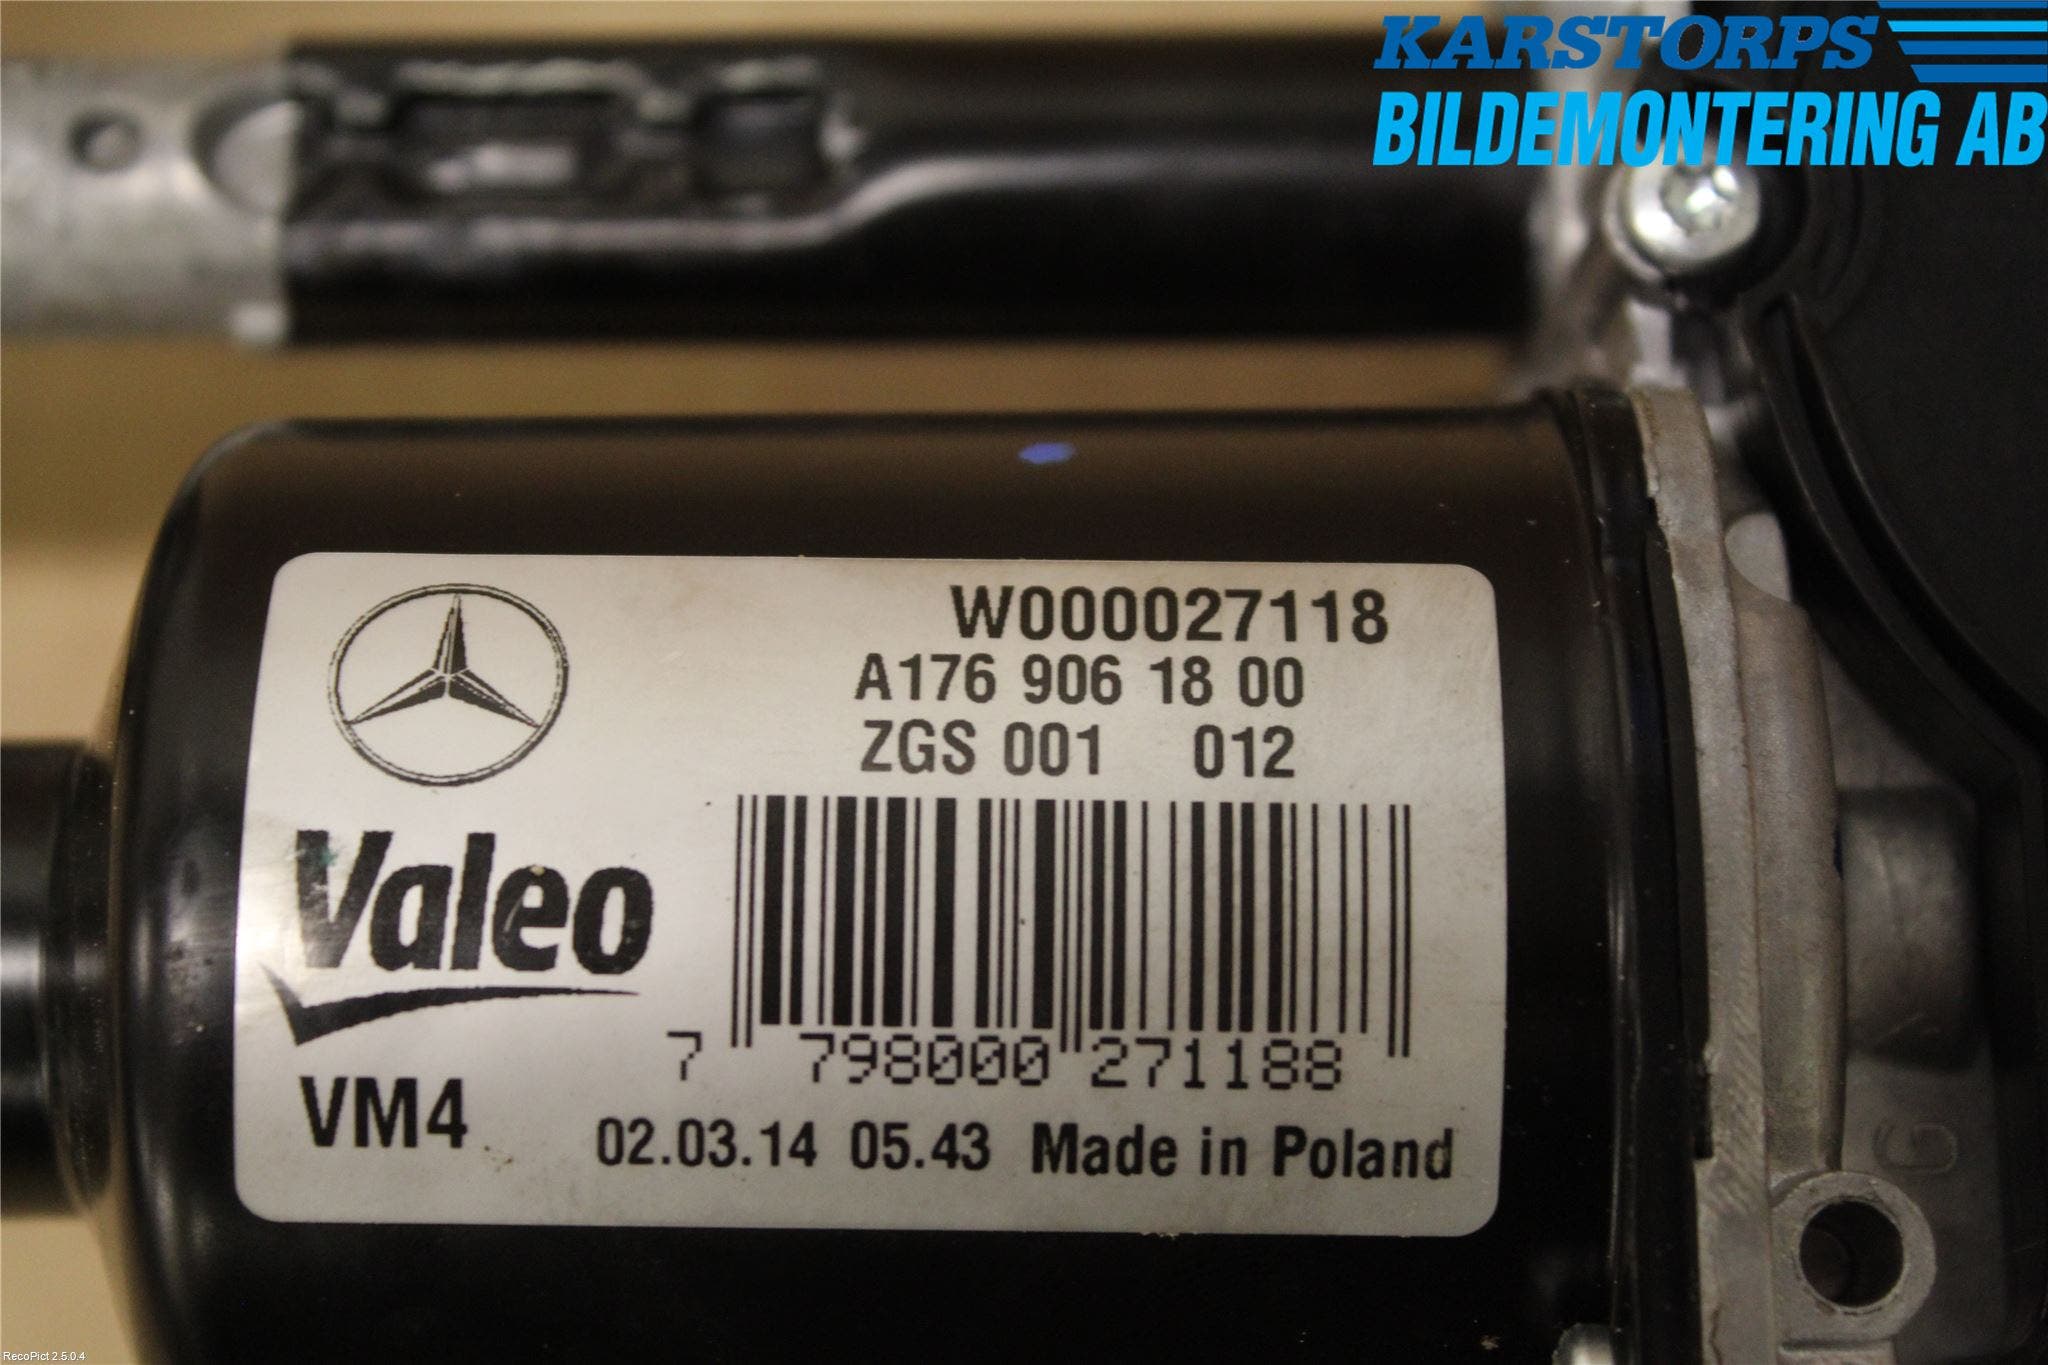 KARSTORPS
BILDEMONTERING AB
W000027118
A176 906 18 00
ZGS 001 012
Valeo
7 798000 271188
VM4
02.03.14 05.43 Made in Poland
G
RecoPict 2.5.0.4